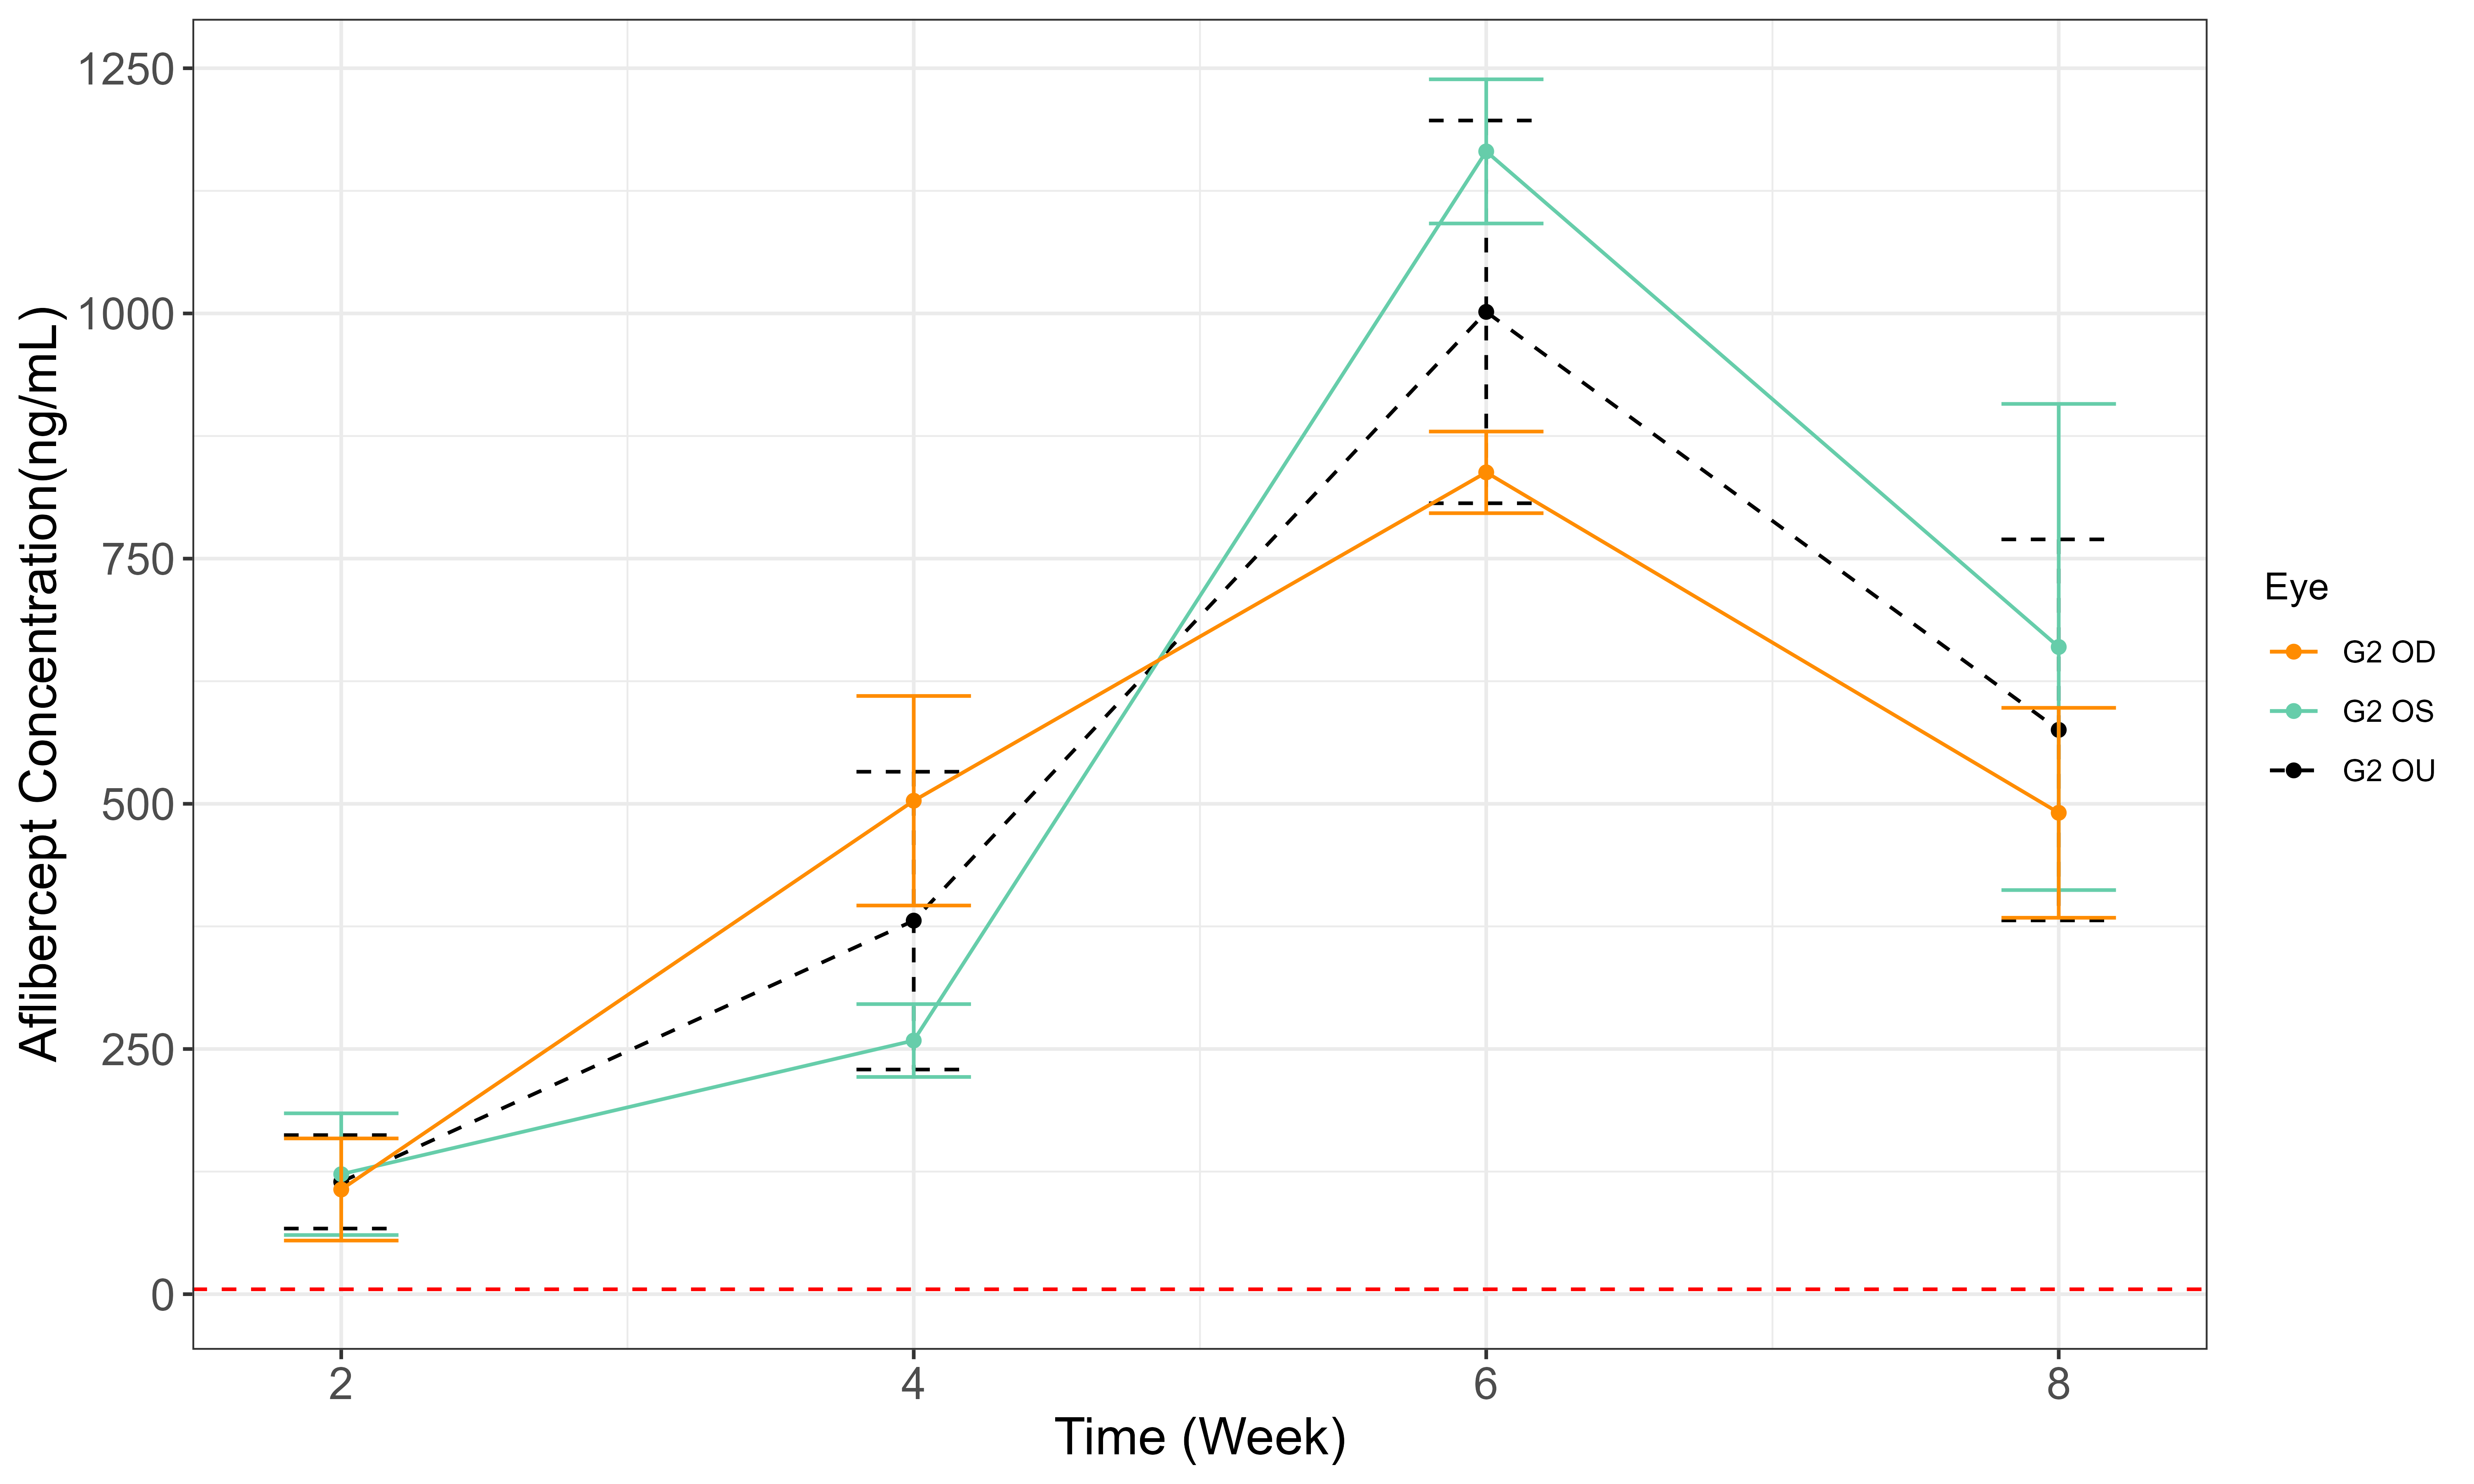 Aflibercept Concentration(ng/mL)
1250
1000
750
500
250
0
2
4
6
8
Time (Week)
Eye
G2 OD
G2 OS
G2 OU